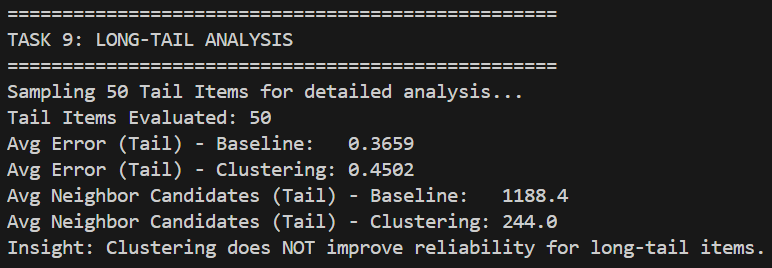 ==================================================
TASK 9: LONG-TAIL ANALYSIS
==================================================
Sampling 50 Tail Items for detailed analysis...
Tail Items Evaluated: 50
Avg Error (Tail) - Baseline:   0.3659
Avg Error (Tail) - Clustering: 0.4502
Avg Neighbor Candidates (Tail) - Baseline:   1188.4
Avg Neighbor Candidates (Tail) - Clustering: 244.0
Insight: Clustering does NOT improve reliability for long-tail items.